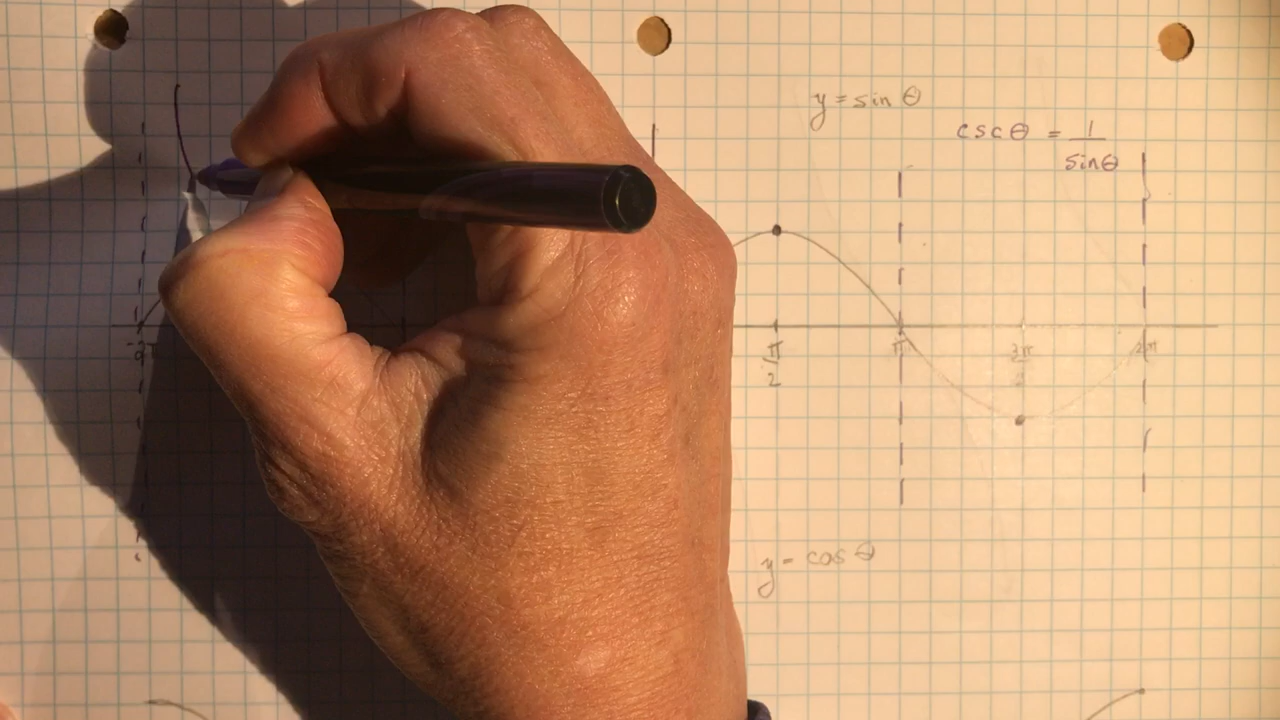 y = sin θ
csc θ = 1/sin θ
π/2
π
3π/2
2π
y = cos θ